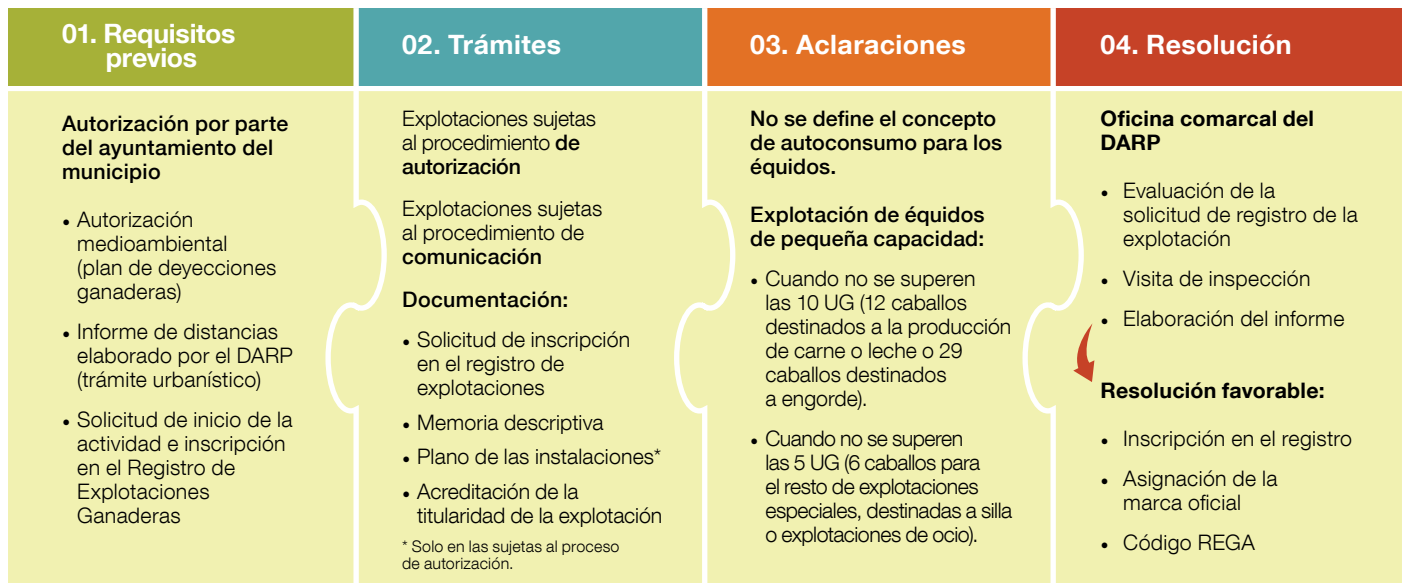 01. Requisitos
previos
Autorización por parte
del ayuntamiento del
municipio
• Autorización
medioambiental
(plan de deyecciones
ganaderas)
• Informe de distancias
elaborado por el DARP
(trámite urbanístico)
• Solicitud de inicio de la
actividad e inscripción
en el Registro de
Explotaciones
Ganaderas
02. Trámites
Explotaciones sujetas
al procedimiento de
autorización
Explotaciones sujetas
al procedimiento de
comunicación
Documentación:
• Solicitud de inscripción
en el registro de
explotaciones
• Memoria descriptiva
• Plano de las instalaciones*
• Acreditación de la
titularidad de la explotación
* Solo en las sujetas al proceso
de autorización.
03. Aclaraciones
No se define el concepto
de autoconsumo para los
équidos.
Explotación de équidos
de pequeña capacidad:
• Cuando no se superen
las 10 UG (12 caballos
destinados a la producción
de carne o leche o 29
caballos destinados
a engorde).
• Cuando no se superen
las 5 UG (6 caballos para
el resto de explotaciones
especiales, destinadas a silla
o explotaciones de ocio).
04. Resolución
Oficina comarcal del
DARP
• Evaluación de la
solicitud de registro de la
explotación
• Visita de inspección
• Elaboración del informe
Resolución favorable:
• Inscripción en el registro
• Asignación de la
marca oficial
• Código REGA